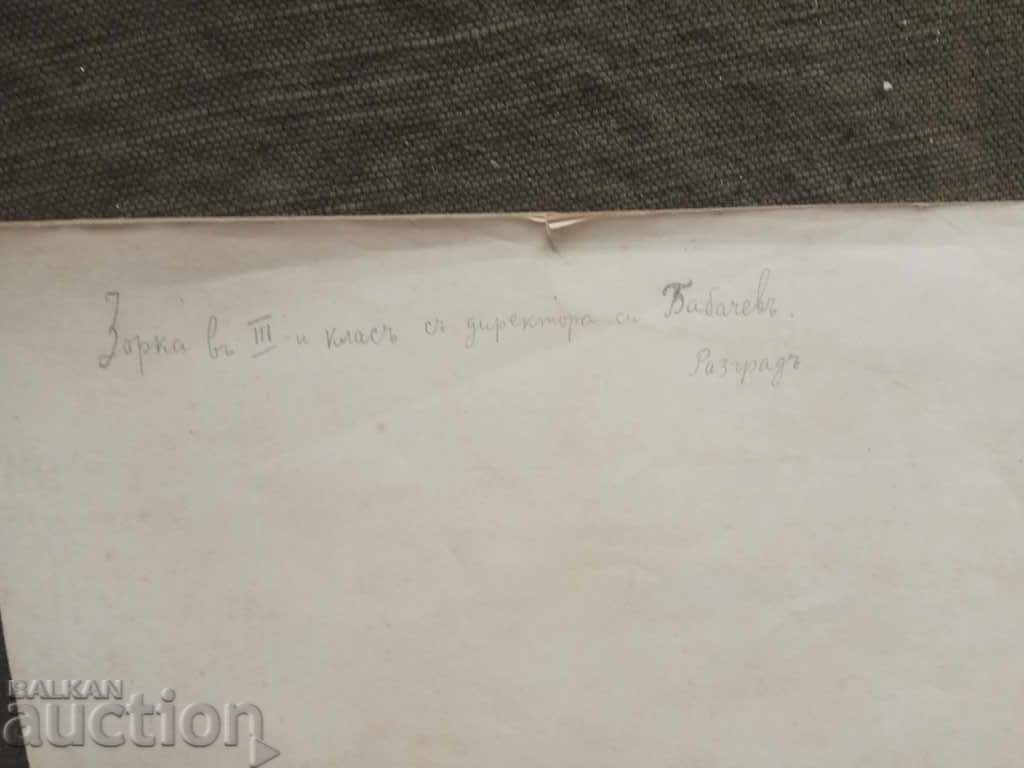 Зорка въ III-и класъ съ директора си Бабачевъ.
Разградъ
BALKAN
auction